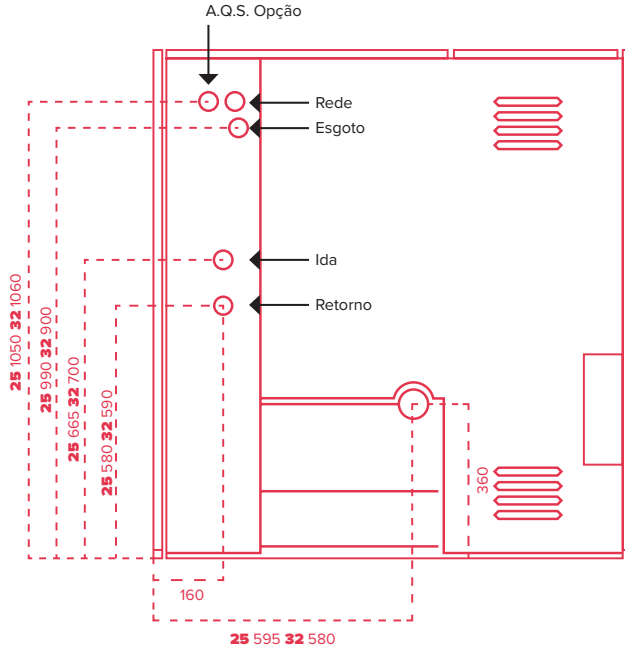 A.Q.S. Opção
Rede
Esgoto
Ida
Retorno
25 1050 32 1060
25 990 32 900
25 665 32 700
25 580 32 590
360
160
25 595 32 580